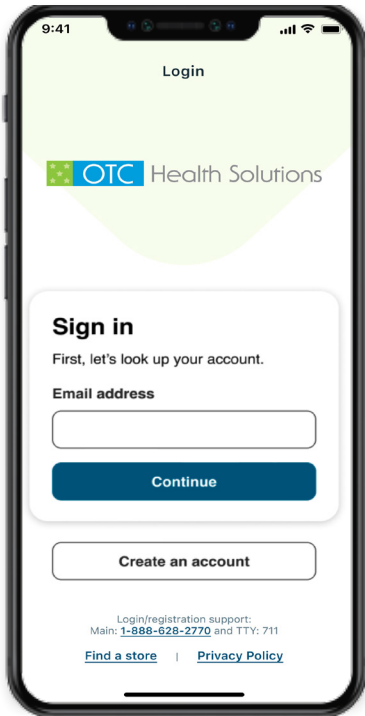 9:41
Login
OTC Health Solutions
Sign in
First, let's look up your account.
Email address
Continue
Create an account
Login/registration support:
Main: 1-888-628-2770 and TTY: 711
Find a store | Privacy Policy